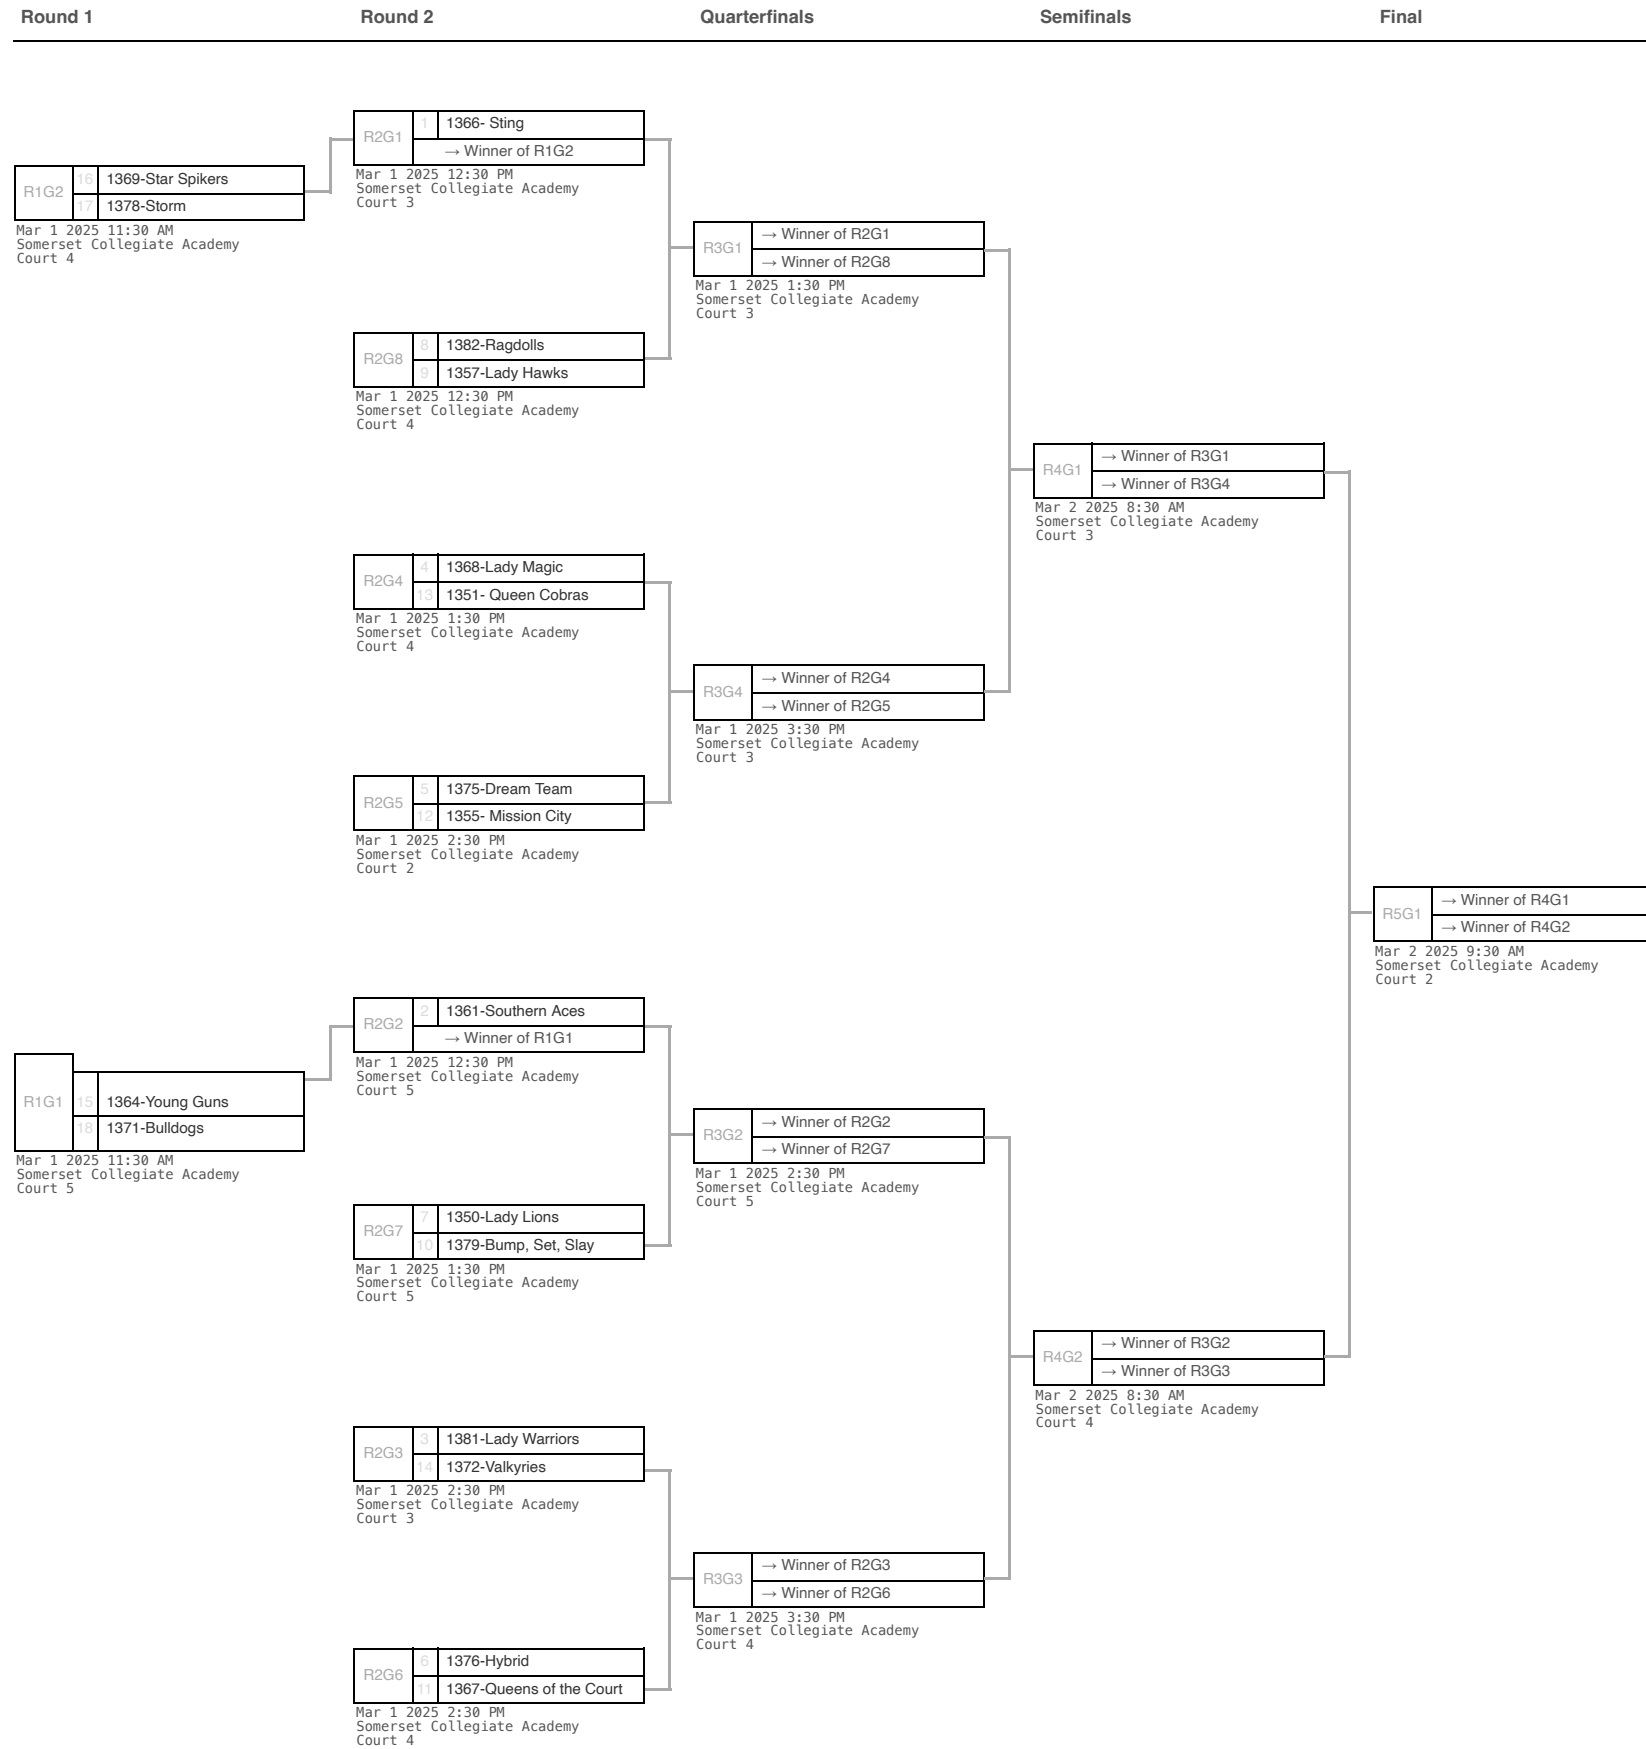 Round 1
Round 2
Quarterfinals
Semifinals
Final
R1G2
16 1369-Star Spikers
17 1378-Storm
Mar 1 2025 11:30 AM
Somerset Collegiate Academy
Court 4
R1G1
15 1364-Young Guns
18 1371-Bulldogs
Mar 1 2025 11:30 AM
Somerset Collegiate Academy
Court 5
R2G1
1 1366- Sting
→ Winner of R1G2
Mar 1 2025 12:30 PM
Somerset Collegiate Academy
Court 3
R2G8
8 1382-Ragdolls
9 1357-Lady Hawks
Mar 1 2025 12:30 PM
Somerset Collegiate Academy
Court 4
R2G4
4 1368-Lady Magic
13 1351- Queen Cobras
Mar 1 2025 1:30 PM
Somerset Collegiate Academy
Court 4
R2G5
5 1375-Dream Team
12 1355- Mission City
Mar 1 2025 2:30 PM
Somerset Collegiate Academy
Court 2
R2G2
2 1361-Southern Aces
→ Winner of R1G1
Mar 1 2025 12:30 PM
Somerset Collegiate Academy
Court 5
R2G7
7 1350-Lady Lions
10 1379-Bump, Set, Slay
Mar 1 2025 1:30 PM
Somerset Collegiate Academy
Court 5
R2G3
3 1381-Lady Warriors
14 1372-Valkyries
Mar 1 2025 2:30 PM
Somerset Collegiate Academy
Court 3
R2G6
6 1376-Hybrid
11 1367-Queens of the Court
Mar 1 2025 2:30 PM
Somerset Collegiate Academy
Court 4
R3G1
→ Winner of R2G1
→ Winner of R2G8
Mar 1 2025 1:30 PM
Somerset Collegiate Academy
Court 3
R3G4
→ Winner of R2G4
→ Winner of R2G5
Mar 1 2025 3:30 PM
Somerset Collegiate Academy
Court 3
R3G2
→ Winner of R2G2
→ Winner of R2G7
Mar 1 2025 2:30 PM
Somerset Collegiate Academy
Court 5
R3G3
→ Winner of R2G3
→ Winner of R2G6
Mar 1 2025 3:30 PM
Somerset Collegiate Academy
Court 4
R4G1
→ Winner of R3G1
→ Winner of R3G4
Mar 2 2025 8:30 AM
Somerset Collegiate Academy
Court 3
R4G2
→ Winner of R3G2
→ Winner of R3G3
Mar 2 2025 8:30 AM
Somerset Collegiate Academy
Court 4
R5G1
→ Winner of R4G1
→ Winner of R4G2
Mar 2 2025 9:30 AM
Somerset Collegiate Academy
Court 2